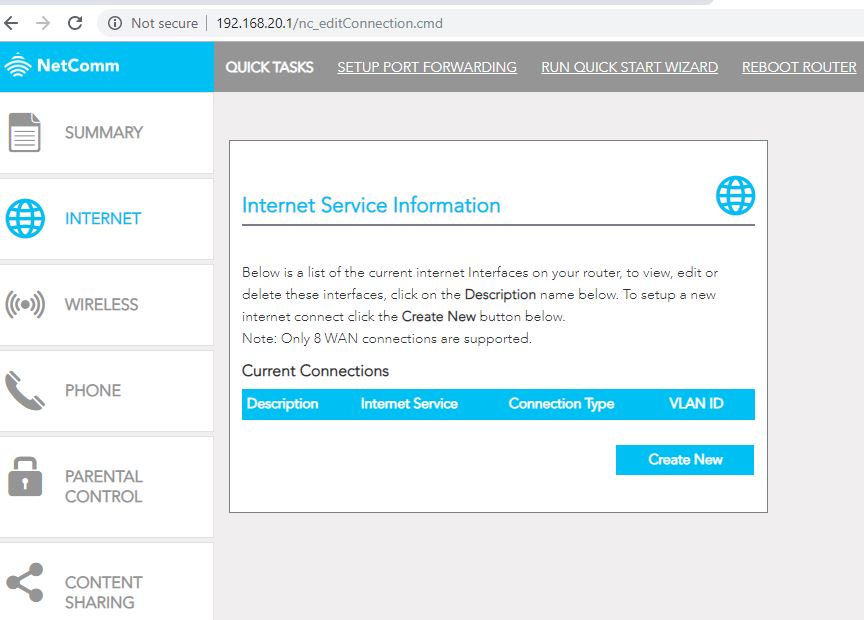 Not secure | 192.168.20.1/nc_editConnection.cmd
NetComm
QUICK TASKS SETUP PORT FORWARDING RUN QUICK START WIZARD REBOOT ROUTER
SUMMARY
INTERNET
WIRELESS
PHONE
PARENTAL
CONTROL
CONTENT
SHARING
Internet Service Information
Below is a list of the current internet Interfaces on your router, to view, edit or
delete these interfaces, click on the Description name below. To setup a new
internet connect click the Create New button below.
Note: Only 8 WAN connections are supported.
Current Connections
Description Internet Service Connection Type VLAN ID
Create New